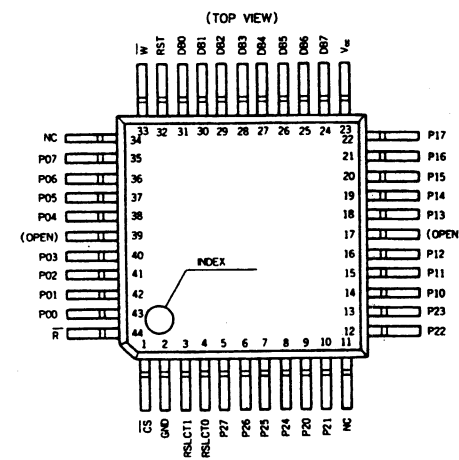 (TOP VIEW)
W RST DB0 DB1 DB2 DB3 DB4 DB5 DB6 DB7 Vcc
33 32 31 30 29 28 27 26 25 24 23
NC 34 22 P17
P07 35 21 P16
P06 36 20 P15
P05 37 19 P14
P04 38 18 P13
(OPEN) 39 17 (OPEN
P03 40 16 P12
P02 41 15 P11
P01 42 14 P10
P00 43 13 P23
R 44 12 P22
INDEX
1 2 3 4 5 6 7 8 9 10 11
CS GND RSLCT1 RSLCT0 P27 P26 P25 P24 P20 P21 NC